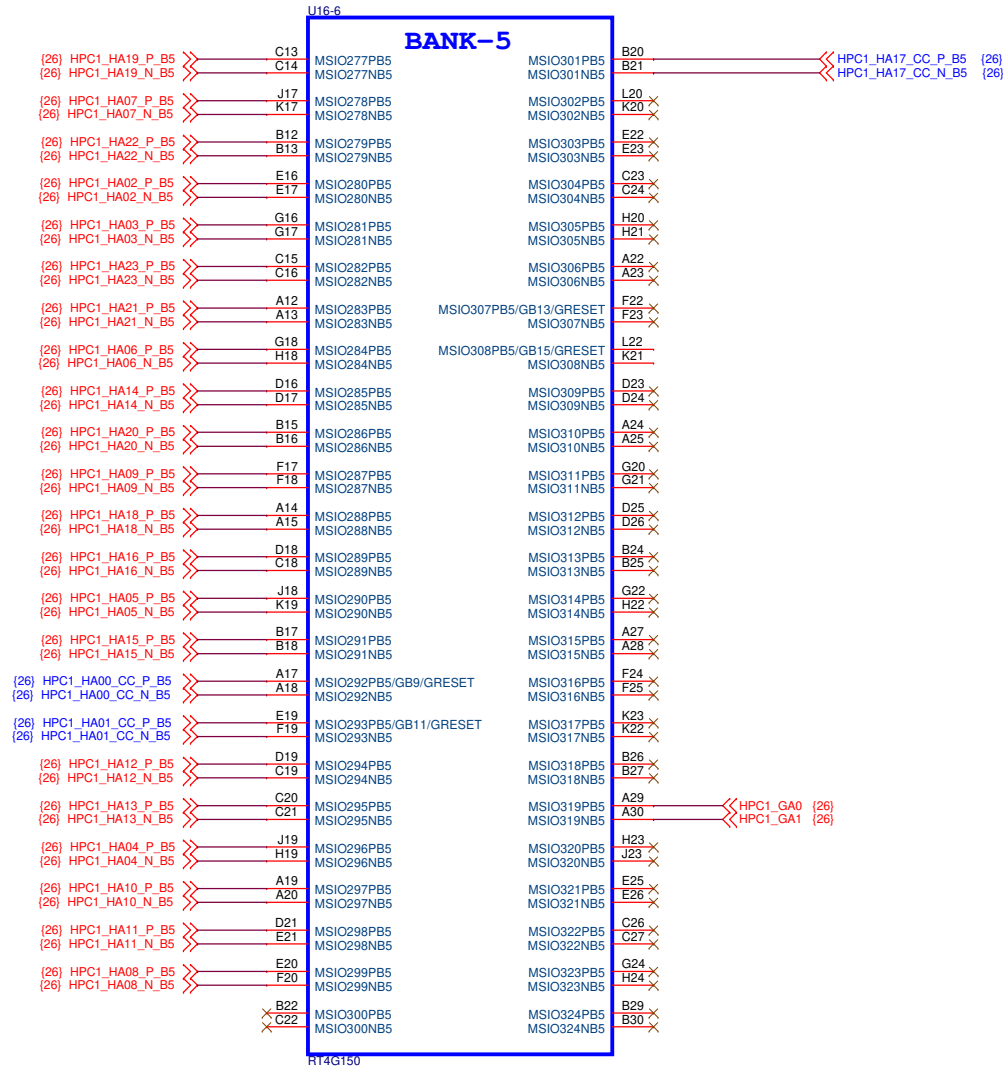 U16-6
BANK-5
{26} HPC1_HA19_P_B5 C13 MSIO277PB5 MSIO301PB5 B20 HPC1_HA17_CC_P_B5 {26}
{26} HPC1_HA19_N_B5 C14 MSIO277NB5 MSIO301NB5 B21 HPC1_HA17_CC_N_B5 {26}
{26} HPC1_HA07_P_B5 J17 MSIO278PB5 MSIO302PB5 L20
{26} HPC1_HA07_N_B5 K17 MSIO278NB5 MSIO302NB5 K20
{26} HPC1_HA22_P_B5 B12 MSIO279PB5 MSIO303PB5 E22
{26} HPC1_HA22_N_B5 B13 MSIO279NB5 MSIO303NB5 E23
{26} HPC1_HA02_P_B5 E16 MSIO280PB5 MSIO304PB5 C23
{26} HPC1_HA02_N_B5 E17 MSIO280NB5 MSIO304NB5 C24
{26} HPC1_HA03_P_B5 G16 MSIO281PB5 MSIO305PB5 H20
{26} HPC1_HA03_N_B5 G17 MSIO281NB5 MSIO305NB5 H21
{26} HPC1_HA23_P_B5 C15 MSIO282PB5 MSIO306PB5 A22
{26} HPC1_HA23_N_B5 C16 MSIO282NB5 MSIO306NB5 A23
{26} HPC1_HA21_P_B5 A12 MSIO283PB5 MSIO307PB5/GB13/GRESET F22
{26} HPC1_HA21_N_B5 A13 MSIO283NB5 MSIO307NB5 F23
{26} HPC1_HA06_P_B5 G18 MSIO284PB5 MSIO308PB5/GB15/GRESET L22
{26} HPC1_HA06_N_B5 H18 MSIO284NB5 MSIO308NB5 K21
{26} HPC1_HA14_P_B5 D16 MSIO285PB5 MSIO309PB5 D23
{26} HPC1_HA14_N_B5 D17 MSIO285NB5 MSIO309NB5 D24
{26} HPC1_HA20_P_B5 B15 MSIO286PB5 MSIO310PB5 A24
{26} HPC1_HA20_N_B5 B16 MSIO286NB5 MSIO310NB5 A25
{26} HPC1_HA09_P_B5 F17 MSIO287PB5 MSIO311PB5 G20
{26} HPC1_HA09_N_B5 F18 MSIO287NB5 MSIO311NB5 G21
{26} HPC1_HA18_P_B5 A14 MSIO288PB5 MSIO312PB5 D25
{26} HPC1_HA18_N_B5 A15 MSIO288NB5 MSIO312NB5 D26
{26} HPC1_HA16_P_B5 D18 MSIO289PB5 MSIO313PB5 B24
{26} HPC1_HA16_N_B5 C18 MSIO289NB5 MSIO313NB5 B25
{26} HPC1_HA05_P_B5 J18 MSIO290PB5 MSIO314PB5 G22
{26} HPC1_HA05_N_B5 K19 MSIO290NB5 MSIO314NB5 H22
{26} HPC1_HA15_P_B5 B17 MSIO291PB5 MSIO315PB5 A27
{26} HPC1_HA15_N_B5 B18 MSIO291NB5 MSIO315NB5 A28
{26} HPC1_HA00_CC_P_B5 A17 MSIO292PB5/GB9/GRESET MSIO316PB5 F24
{26} HPC1_HA00_CC_N_B5 A18 MSIO292NB5 MSIO316NB5 F25
{26} HPC1_HA01_CC_P_B5 E19 MSIO293PB5/GB11/GRESET MSIO317PB5 K23
{26} HPC1_HA01_CC_N_B5 F19 MSIO293NB5 MSIO317NB5 K22
{26} HPC1_HA12_P_B5 D19 MSIO294PB5 MSIO318PB5 B26
{26} HPC1_HA12_N_B5 C19 MSIO294NB5 MSIO318NB5 B27
{26} HPC1_HA13_P_B5 C20 MSIO295PB5 MSIO319PB5 A29 HPC1_GA0 {26}
{26} HPC1_HA13_N_B5 C21 MSIO295NB5 MSIO319NB5 A30 HPC1_GA1 {26}
{26} HPC1_HA04_P_B5 J19 MSIO296PB5 MSIO320PB5 H23
{26} HPC1_HA04_N_B5 H19 MSIO296NB5 MSIO320NB5 J23
{26} HPC1_HA10_P_B5 A19 MSIO297PB5 MSIO321PB5 E25
{26} HPC1_HA10_N_B5 A20 MSIO297NB5 MSIO321NB5 E26
{26} HPC1_HA11_P_B5 D21 MSIO298PB5 MSIO322PB5 C26
{26} HPC1_HA11_N_B5 E21 MSIO298NB5 MSIO322NB5 C27
{26} HPC1_HA08_P_B5 E20 MSIO299PB5 MSIO323PB5 G24
{26} HPC1_HA08_N_B5 F20 MSIO299NB5 MSIO323NB5 H24
B22 MSIO300PB5 MSIO324PB5 B29
C22 MSIO300NB5 MSIO324NB5 B30
RT4G150